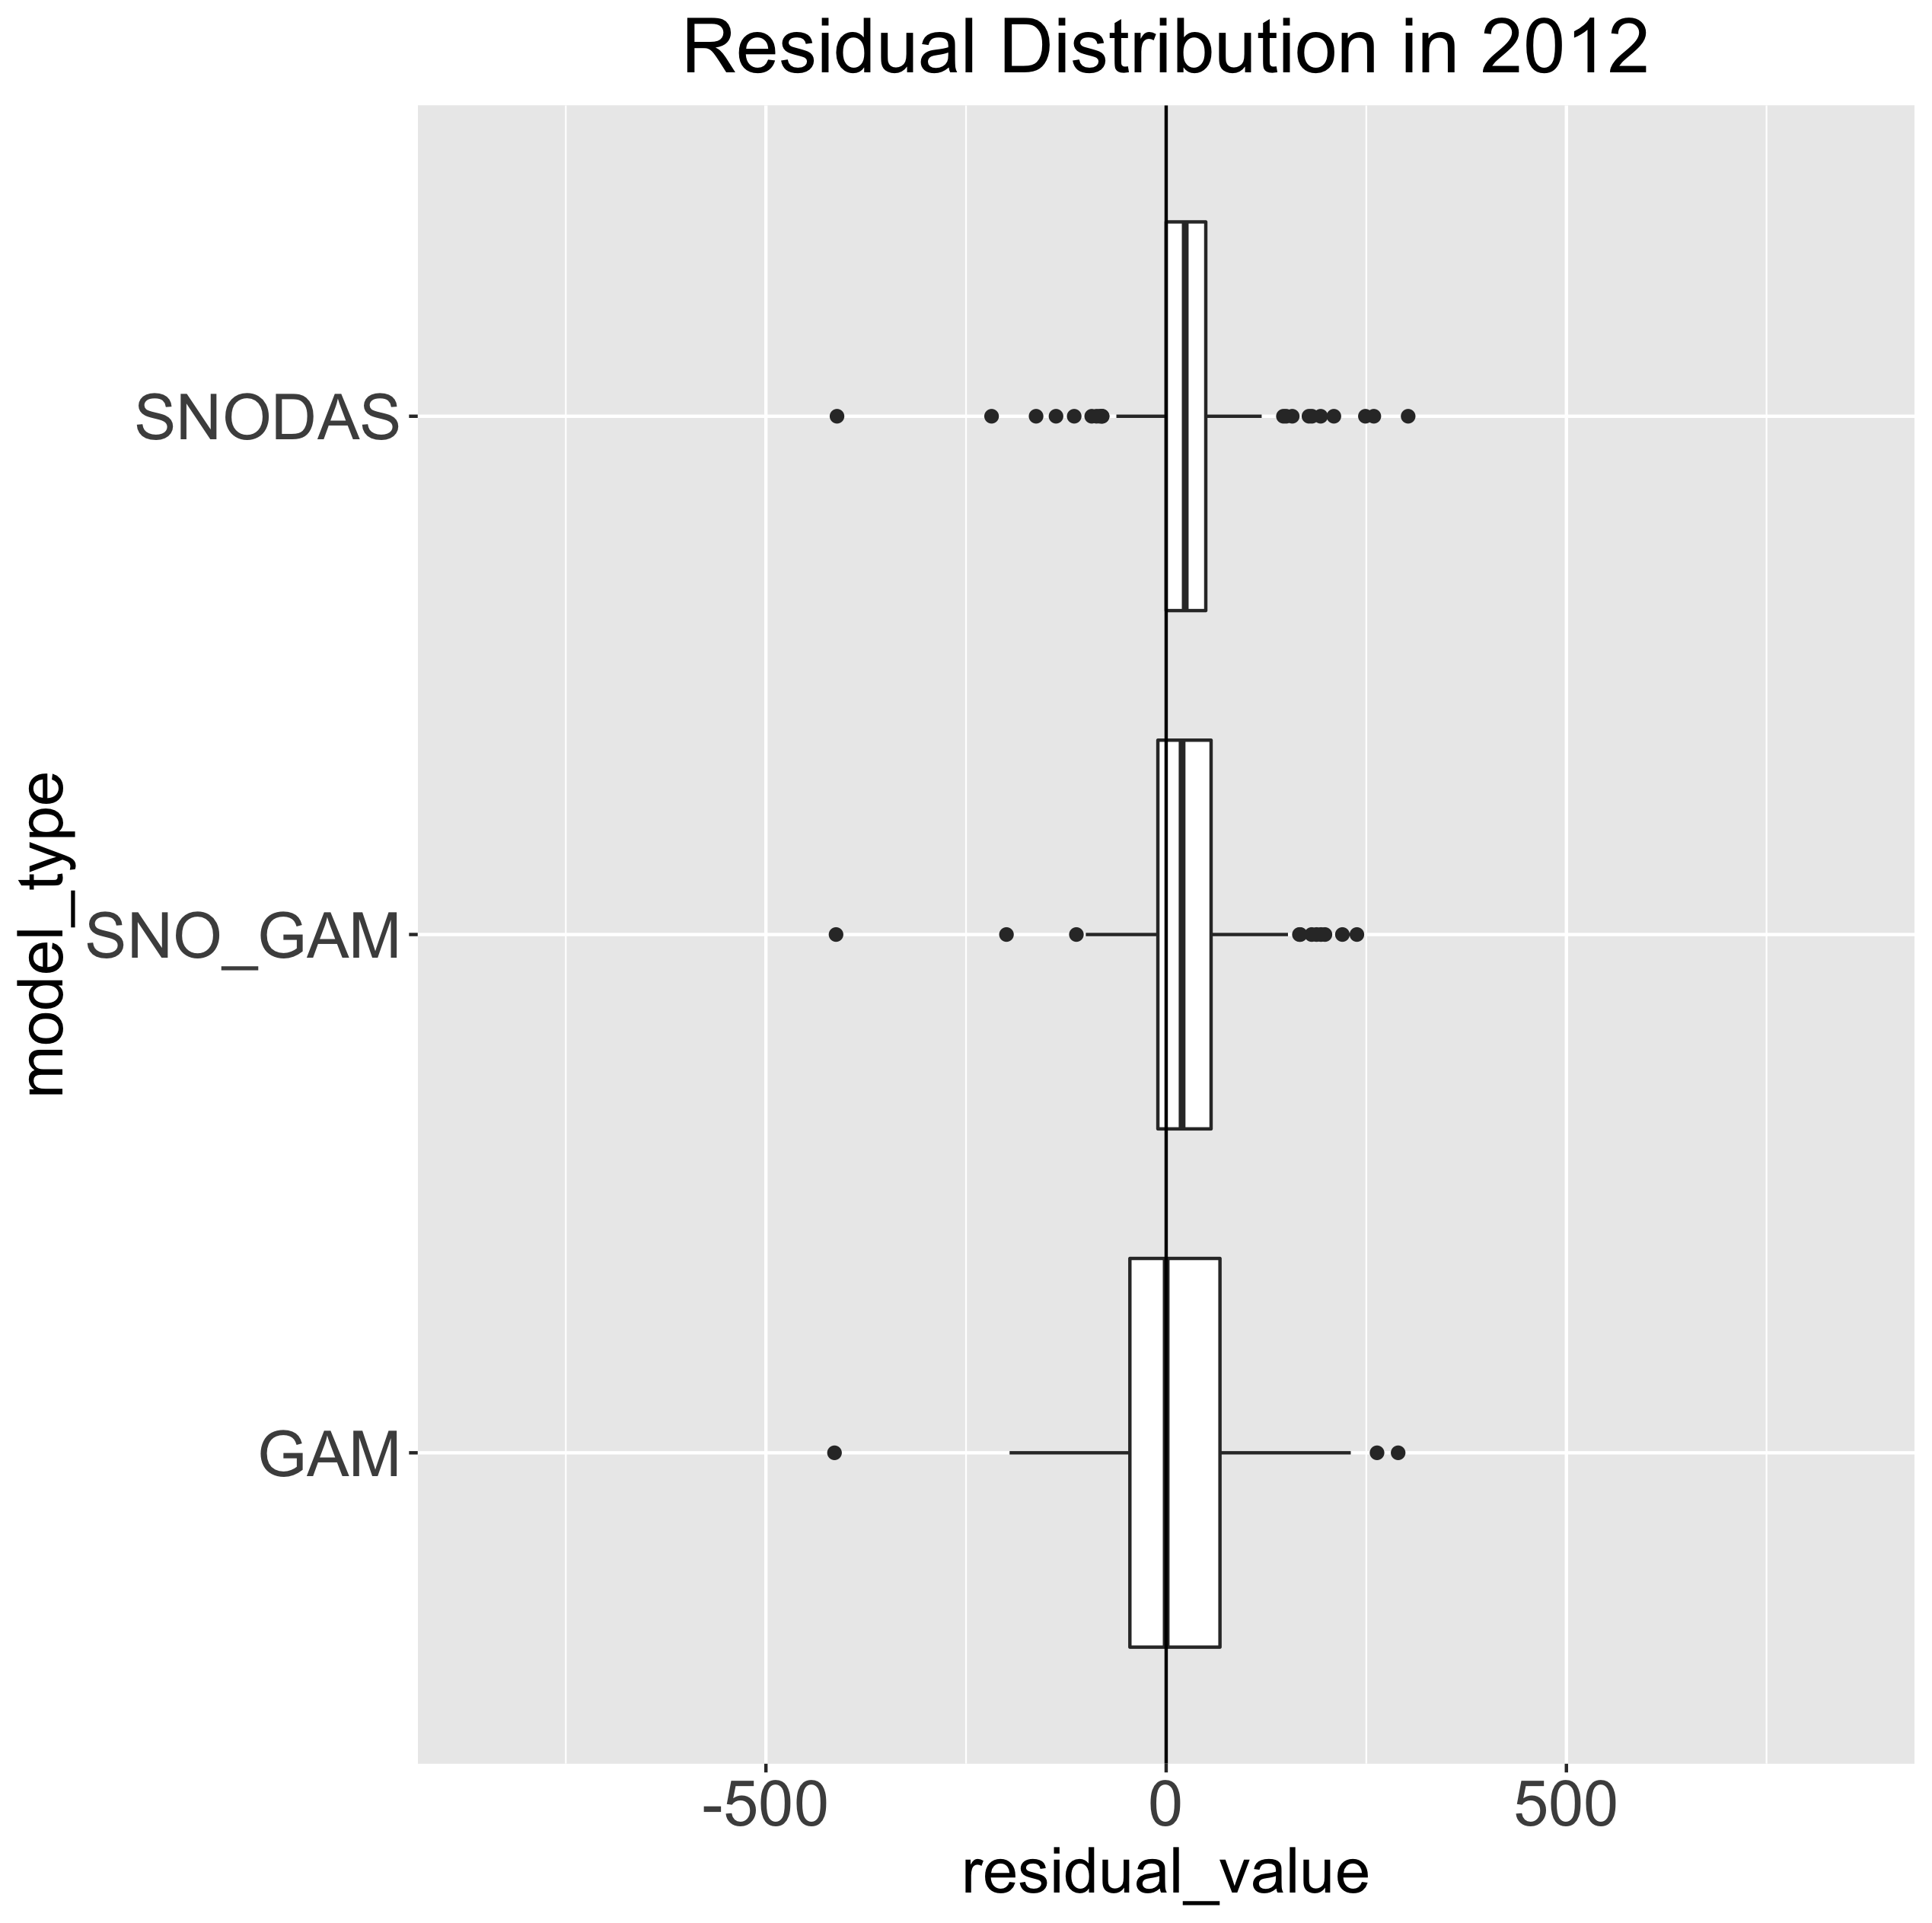 Residual Distribution in 2012
model_type
SNODAS
SNO_GAM
GAM
-500 0 500
residual_value